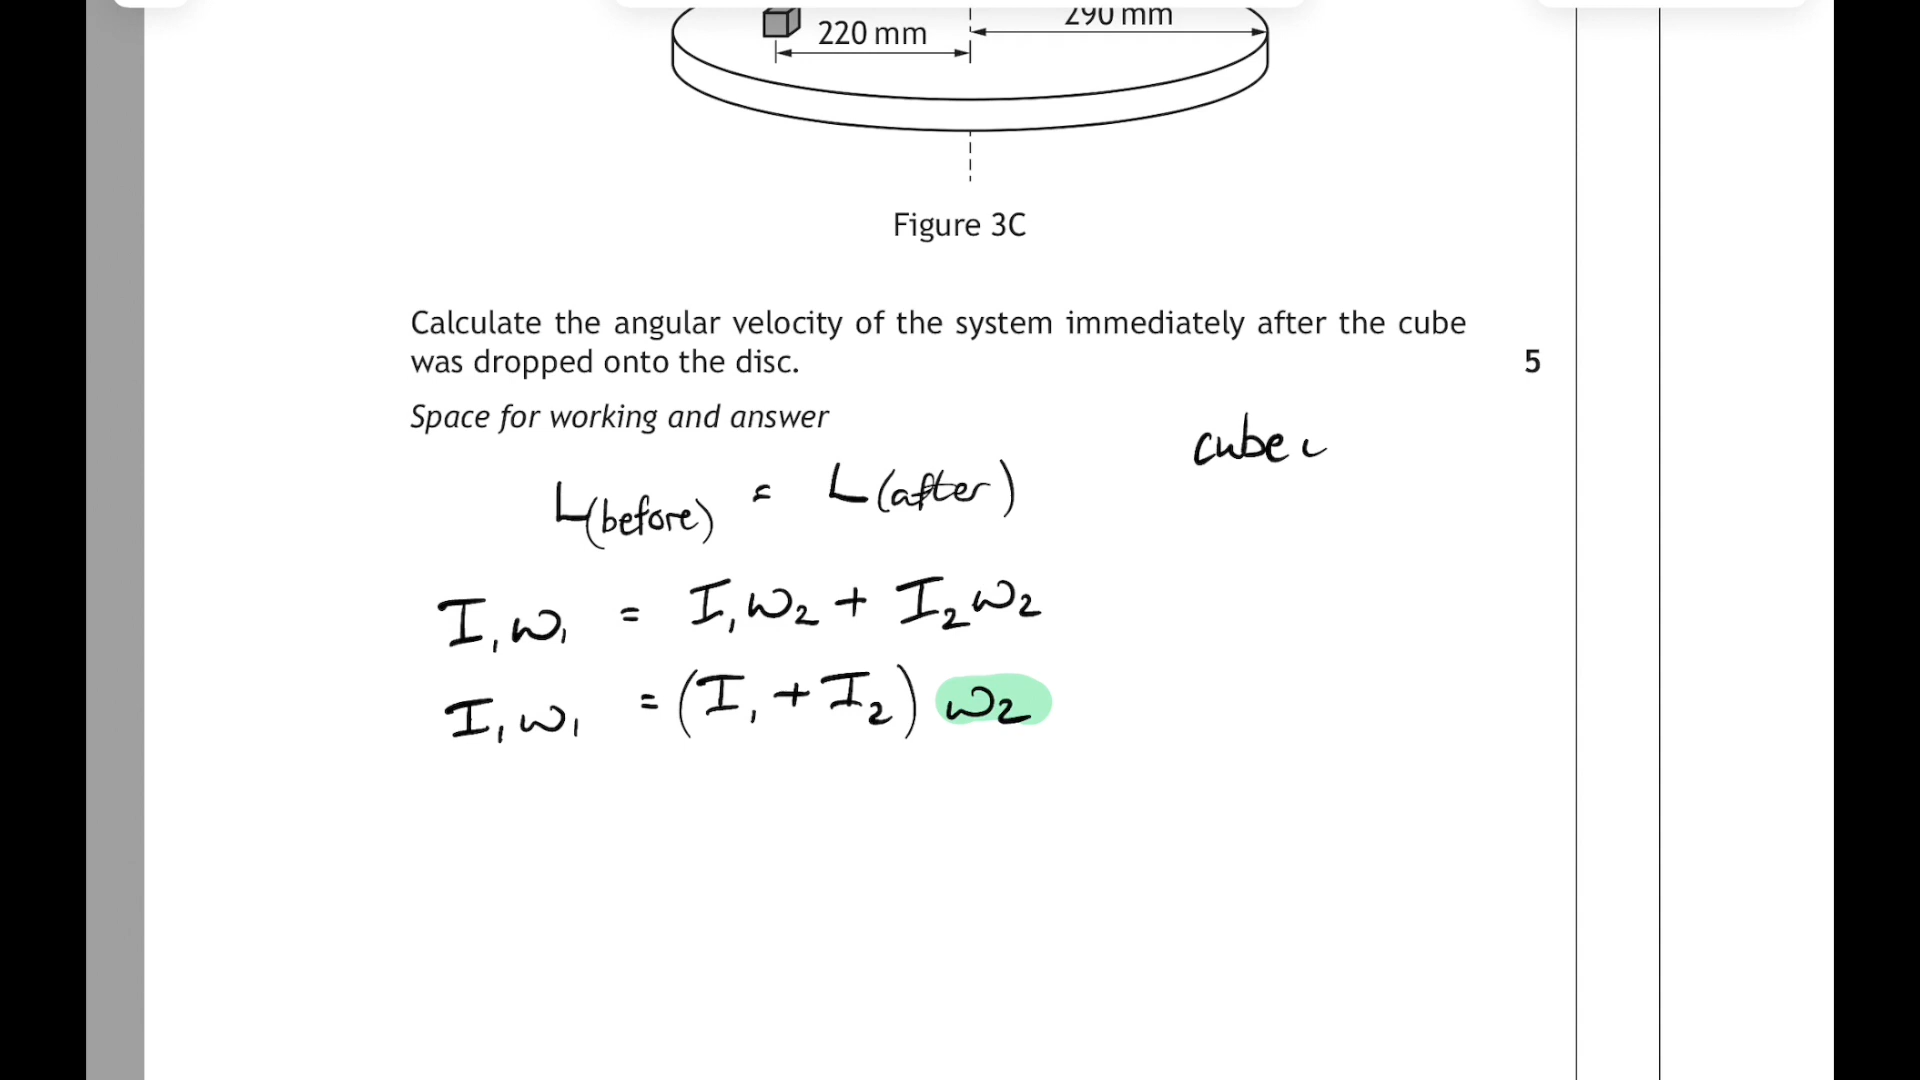 220 mm
290 mm
Figure 3C
Calculate the angular velocity of the system immediately after the cube
was dropped onto the disc.
5
Space for working and answer
cube
L(before) = L(after)
I₁ω₁ = I₁ω₂ + I₂ω₂
I₁ω₁ = (I₁ + I₂) ω₂